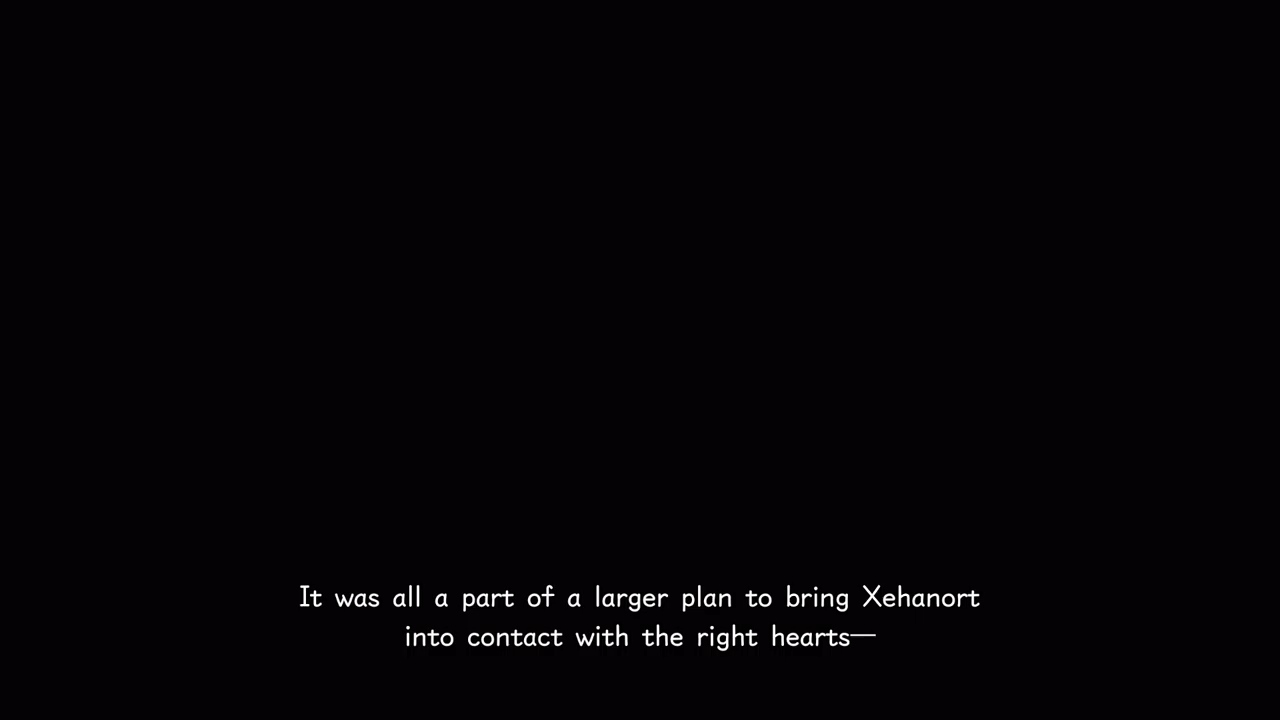 It was all a part of a larger plan to bring Xehanort
into contact with the right hearts—